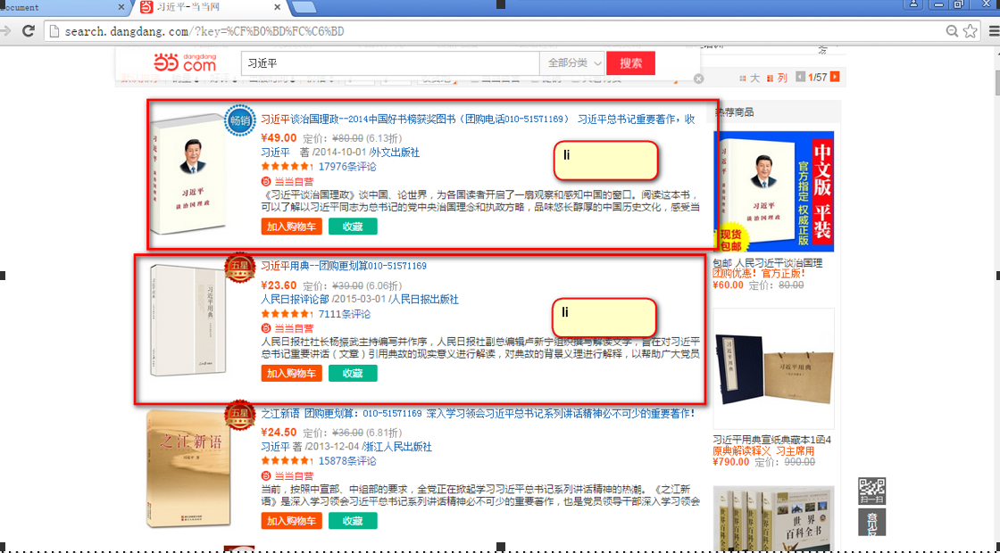 ocument
习近平-当当网
search.dangdang.com/?key=%CF%B0%BD%FC%C6%BD
dangdang
com
习近平
全部分类
搜索
大
列
1/57
习近平谈治国理政--2014中国好书榜获奖图书（团购电话010-51571169） 习近平总书记重要著作，收
¥49.00 定价：¥80.00 (6.13折)
习近平 著 /2014-10-01 /外文出版社
17976条评论
当当自营
《习近平谈治国理政》谈中国、论世界，为各国读者开启了一扇观察和感知中国的窗口。阅读这本书，
可以了解以习近平同志为总书记的党中央治国理念和执政方略，品味悠长醇厚的中国历史文化，感受当
加入购物车 收藏
畅销
习近平
谈治国理政
li
习近平用典--团购更划算010-51571169
¥23.60 定价：¥39.00 (6.06折)
人民日报评论部 /2015-03-01 /人民日报出版社
7111条评论
当当自营
人民日报社社长杨振武主持编写并作序，人民日报社副总编辑卢新宁组织撰写解读文字，旨在对习近平
总书记重要讲话（文章）引用典故的现实意义进行解读，对典故的背景义理进行解释，以帮助广大党员
加入购物车 收藏
五星
习近平用典
li
之江新语 团购更划算：010-51571169 深入学习领会习近平总书记系列讲话精神必不可少的重要著作！
¥24.50 定价：¥36.00 (6.81折)
习近平 著 /2013-12-04 /浙江人民出版社
15878条评论
当当自营
当前，按照中宣部、中组部的要求，全党正在掀起学习习近平总书记系列讲话精神的热潮。《之江新
语》是深入学习领会习近平总书记系列讲话精神必不可少的重要著作，也是党员领导干部深入学习领会
加入购物车 收藏
五星
之江新语
热荐商品
中文版 平装
官方指定 权威正版
习近平
谈治国理政
现货
包邮
包邮 人民习近平谈治国理
团购优惠！官方正版！
¥60.00 定价：80.00
习近平用典
习近平用典宣纸典藏本1函4
原典解读释义 习主席用
¥790.00 定价：990.00
世界
百科全书
扫一扫
意见反